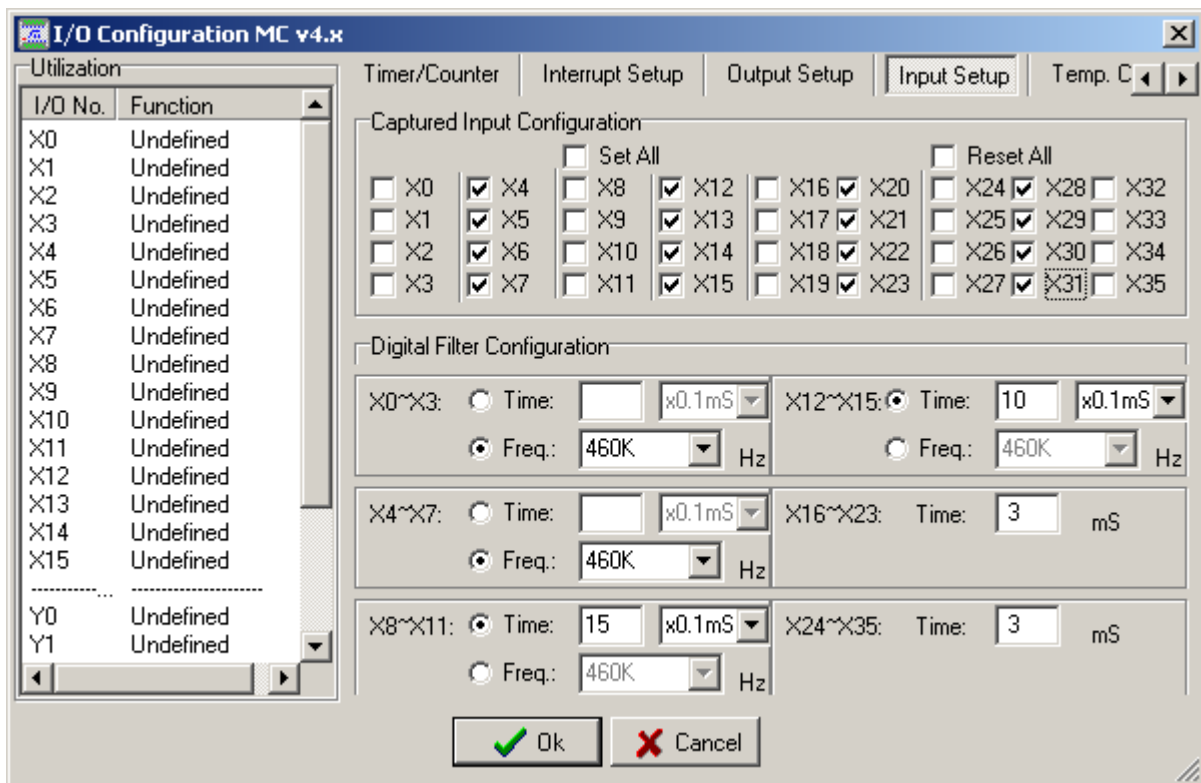 I/O Configuration MC v4.x
Utilization
I/O No. Function
X0 Undefined
X1 Undefined
X2 Undefined
X3 Undefined
X4 Undefined
X5 Undefined
X6 Undefined
X7 Undefined
X8 Undefined
X9 Undefined
X10 Undefined
X11 Undefined
X12 Undefined
X13 Undefined
X14 Undefined
X15 Undefined
----------... --------------------
Y0 Undefined
Y1 Undefined
Timer/Counter Interrupt Setup Output Setup Input Setup Temp. C
Captured Input Configuration
Set All Reset All
X0 X4 X8 X12 X16 X20 X24 X28 X32
X1 X5 X9 X13 X17 X21 X25 X29 X33
X2 X6 X10 X14 X18 X22 X26 X30 X34
X3 X7 X11 X15 X19 X23 X27 X31 X35
Digital Filter Configuration
X0~X3: Time: x0.1mS X12~X15: Time: 10 x0.1mS
Freq.: 460K Hz Freq.: 460K Hz
X4~X7: Time: x0.1mS X16~X23: Time: 3 mS
Freq.: 460K Hz
X8~X11: Time: 15 x0.1mS X24~X35: Time: 3 mS
Freq.: 460K Hz
Ok Cancel